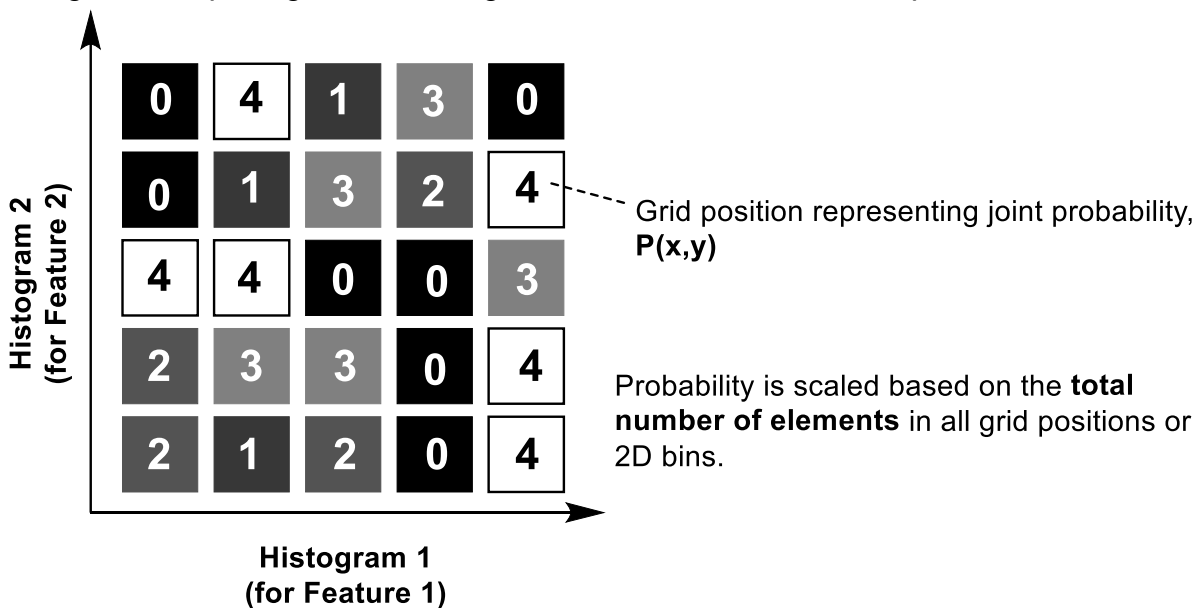 0 4 1 3 0
0 1 3 2 4
4 4 0 0 3
2 3 3 0 4
2 1 2 0 4
Histogram 2
(for Feature 2)
Grid position representing joint probability,
P(x,y)
Probability is scaled based on the total
number of elements in all grid positions or
2D bins.
Histogram 1
(for Feature 1)